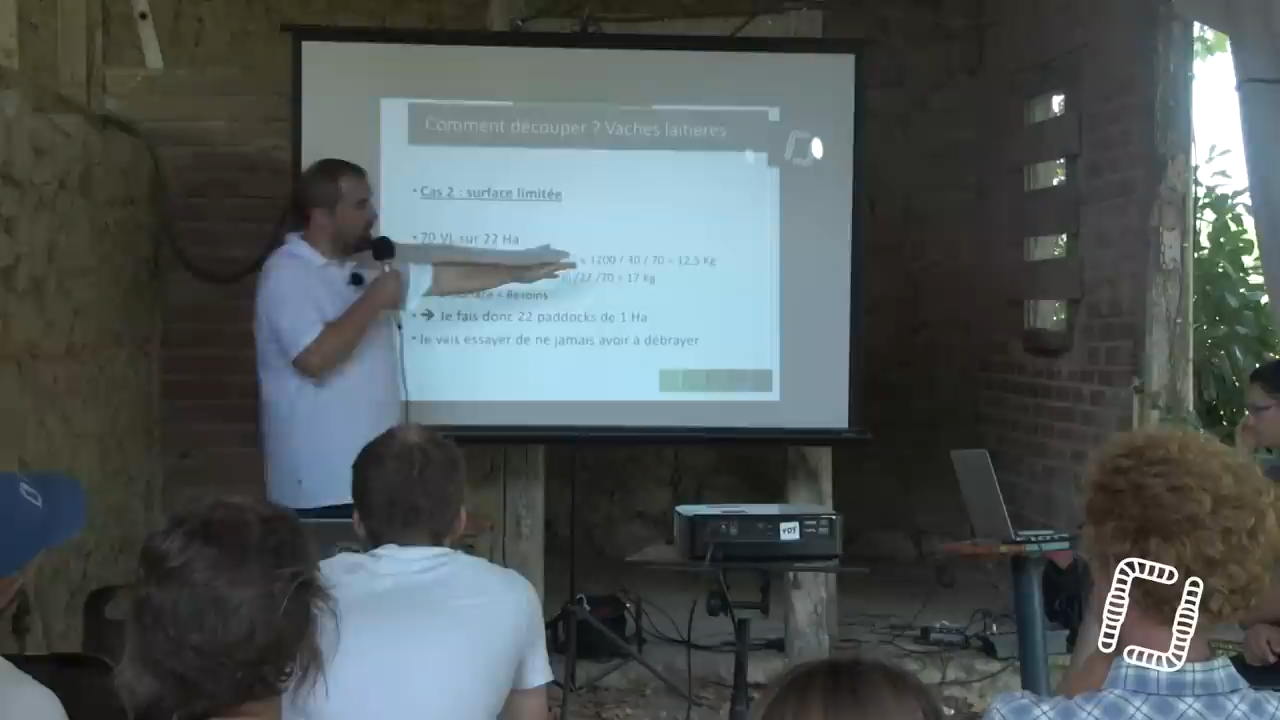 Comment découper ? Vaches laitières
• Cas 2 : surface limitée
• 70 VL sur 22 Ha
1200 / 30 / 70 = 12,5 Kg
/22 /70 = 17 Kg
= Besoins
• ➔ Je fais donc 22 paddocks de 1 Ha
• Je vais essayer de ne jamais avoir à débrayer